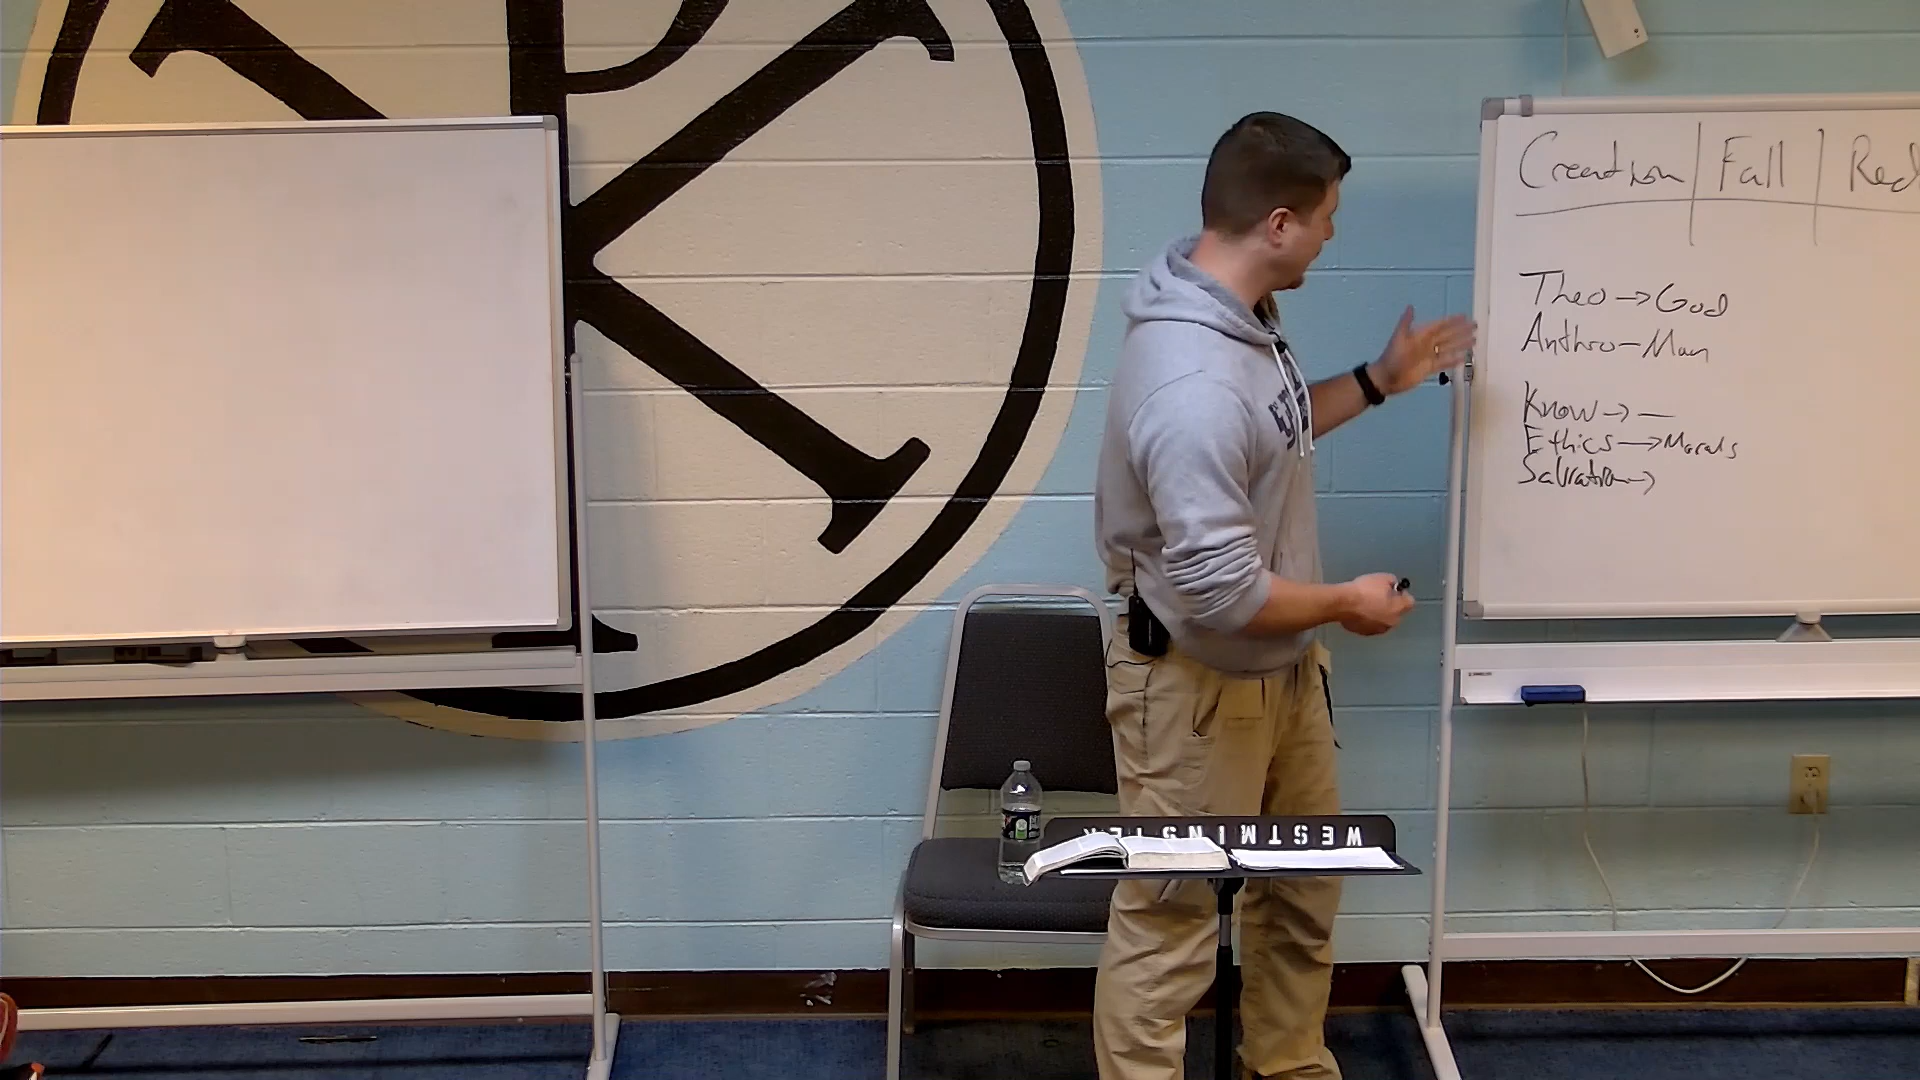 Creation | Fall | Red
Theo → God
Anthro - Man
Know → —
Ethics → Morals
Salvation →
WESTMINSTER